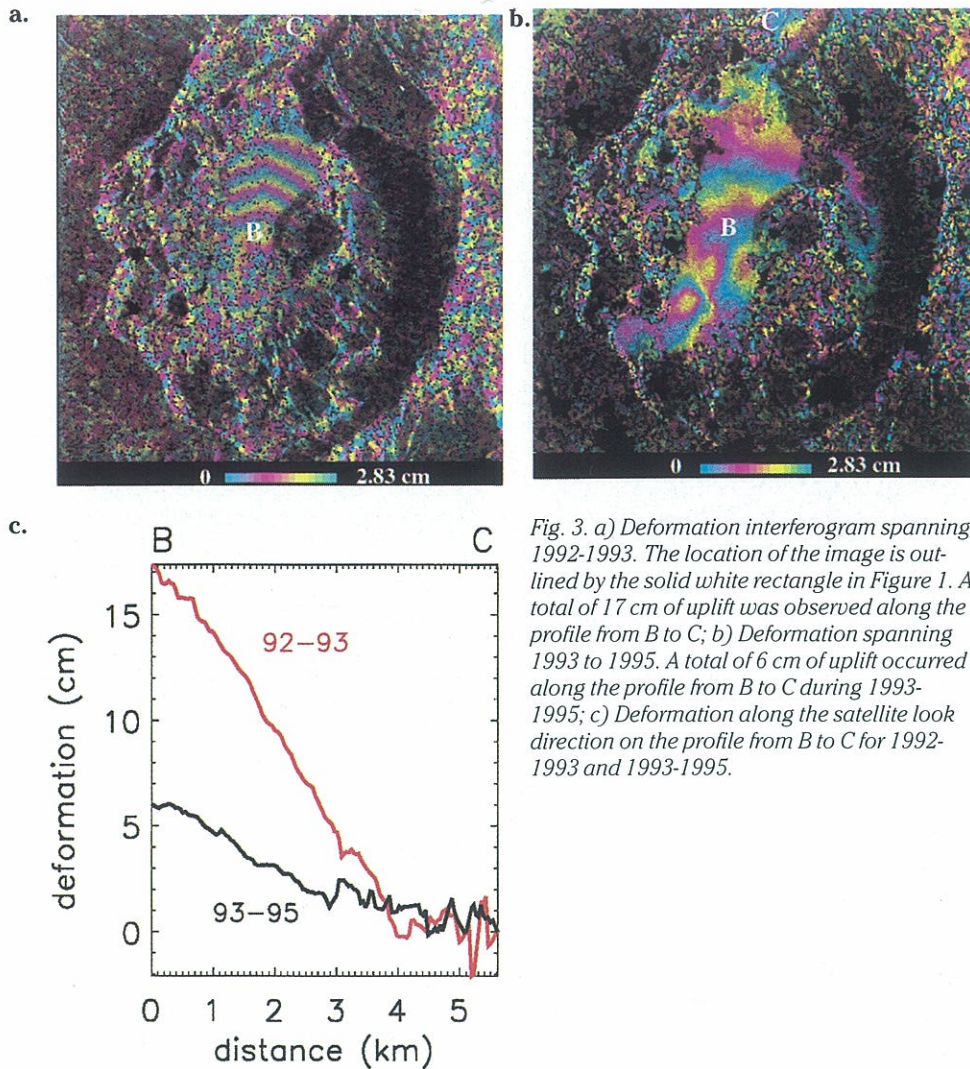 a.
C
B
0 2.83 cm
b.
C
B
0 2.83 cm
c.
B C
deformation (cm)
15
10
5
0
92-93
93-95
0 1 2 3 4 5
distance (km)
Fig. 3. a) Deformation interferogram spanning
1992-1993. The location of the image is out-
lined by the solid white rectangle in Figure 1. A
total of 17 cm of uplift was observed along the
profile from B to C; b) Deformation spanning
1993 to 1995. A total of 6 cm of uplift occurred
along the profile from B to C during 1993-
1995; c) Deformation along the satellite look
direction on the profile from B to C for 1992-
1993 and 1993-1995.